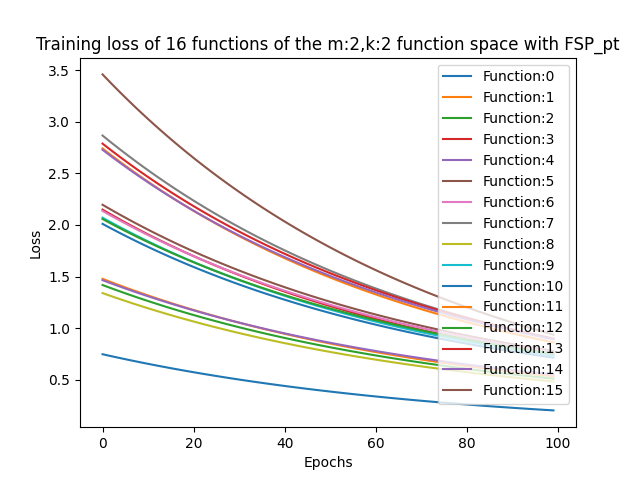 Training loss of 16 functions of the m:2,k:2 function space with FSP_pt
3.5
3.0
2.5
2.0
1.5
1.0
0.5
Loss
0 20 40 60 80 100
Epochs
Function:0
Function:1
Function:2
Function:3
Function:4
Function:5
Function:6
Function:7
Function:8
Function:9
Function:10
Function:11
Function:12
Function:13
Function:14
Function:15